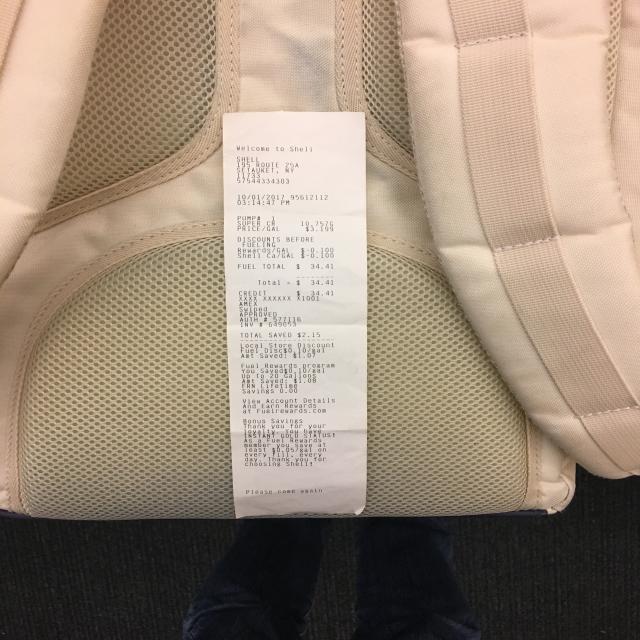 Welcome to Shell
SHELL
195 ROUTE 25A
SETAUKET, NY
11733
57544334303
10/01/2017 95612112
03:14:47 PM
PUMP# 1
SUPER 10.757G
PRICE/GAL $3.199
DISCOUNTS BEFORE
FUELING
Rewards/GAL $-0.100
Shell Ca/GAL $-0.100
FUEL TOTAL $ 34.41
Total = $ 34.41
CREDIT $ 34.41
XXXX XXXXXX X1001
AMEX
Swiped
APPROVED
AUTH # 577116
INV # 649053
TOTAL SAVED $2.15
Local Store Discount
Fuel Disc$0.10/gal
Amt Saved: $1.07
Fuel Rewards program
You Saved$0.10/gal
Up to 20 Gallons
Amt Saved: $1.08
FRN Lifetime
Savings 0.00
View Account Details
And Earn Rewards
at Fuelrewards.com
Bonus Savings
Thank you for your
loyalty. You have
INSTANT GOLD STATUS!
As a Fuel Rewards
member you save at
least $0.05/gal on
every fill, every
day. Thank you for
choosing Shell!
Please come again